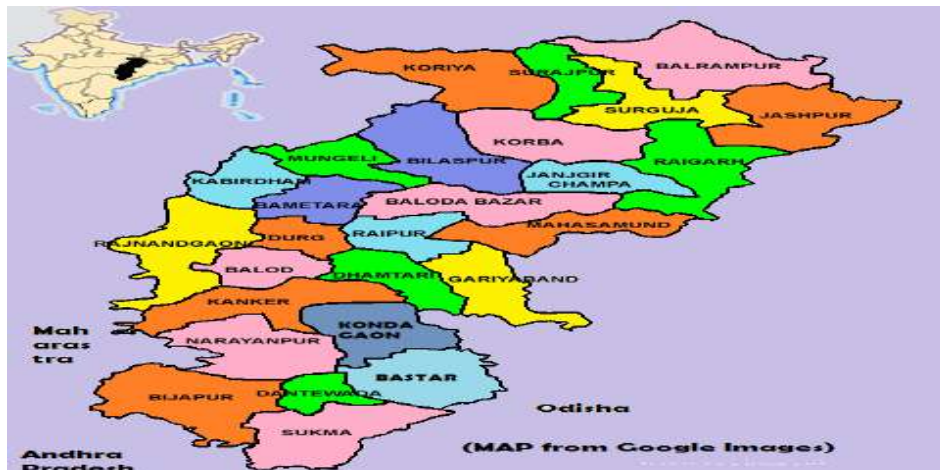 KORIYA
SURAJPUR
BALRAMPUR
SURGUJA
JASHPUR
KORBA
MUNGELI
BILASPUR
RAIGARH
KABIRDHAM
JANJGIR
CHAMPA
BAMETARA
BALODA BAZAR
MAHASAMUND
RAJNANDGAON
DURG
RAIPUR
BALOD
DHAMTARI
GARIYABAND
KANKER
Mah
aras
tra
KONDA
GAON
NARAYANPUR
BASTAR
BIJAPUR
DANTEWADA
Odisha
SUKMA
(MAP from Google Images)
Andhra
Pradesh